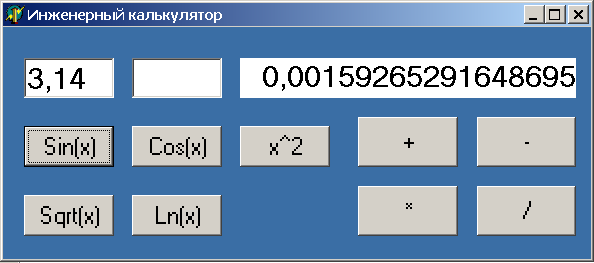 Инженерный калькулятор
3,14 0,00159265291648695
Sin(x) Cos(x) x^2 + -
Sqrt(x) Ln(x) * /